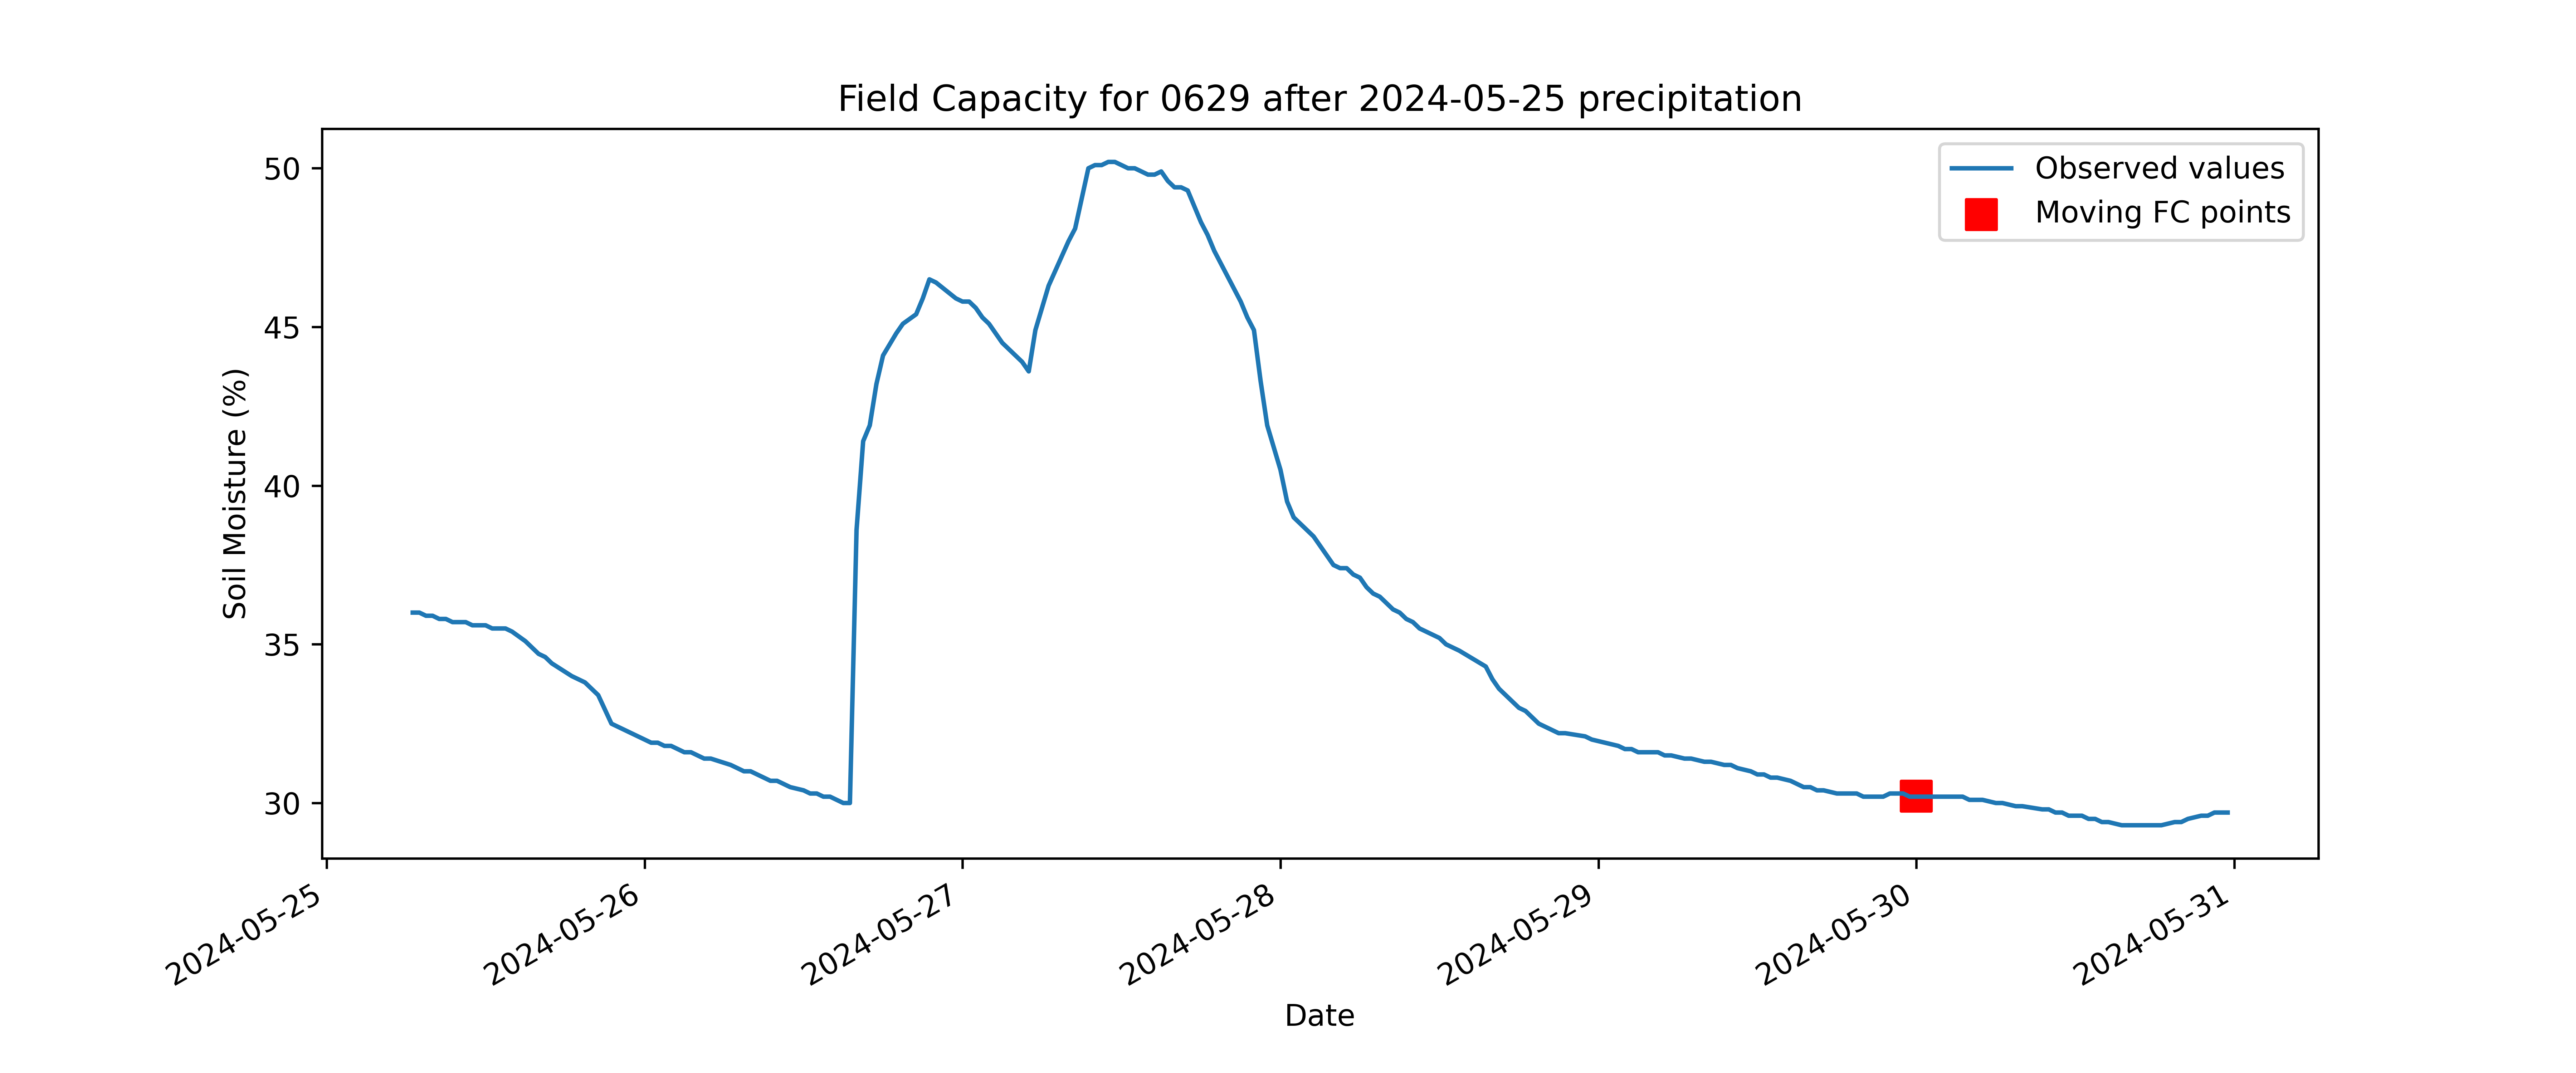 Field Capacity for 0629 after 2024-05-25 precipitation
Observed values
Moving FC points
Soil Moisture (%)
50
45
40
35
30
2024-05-25
2024-05-26
2024-05-27
2024-05-28
2024-05-29
2024-05-30
2024-05-31
Date